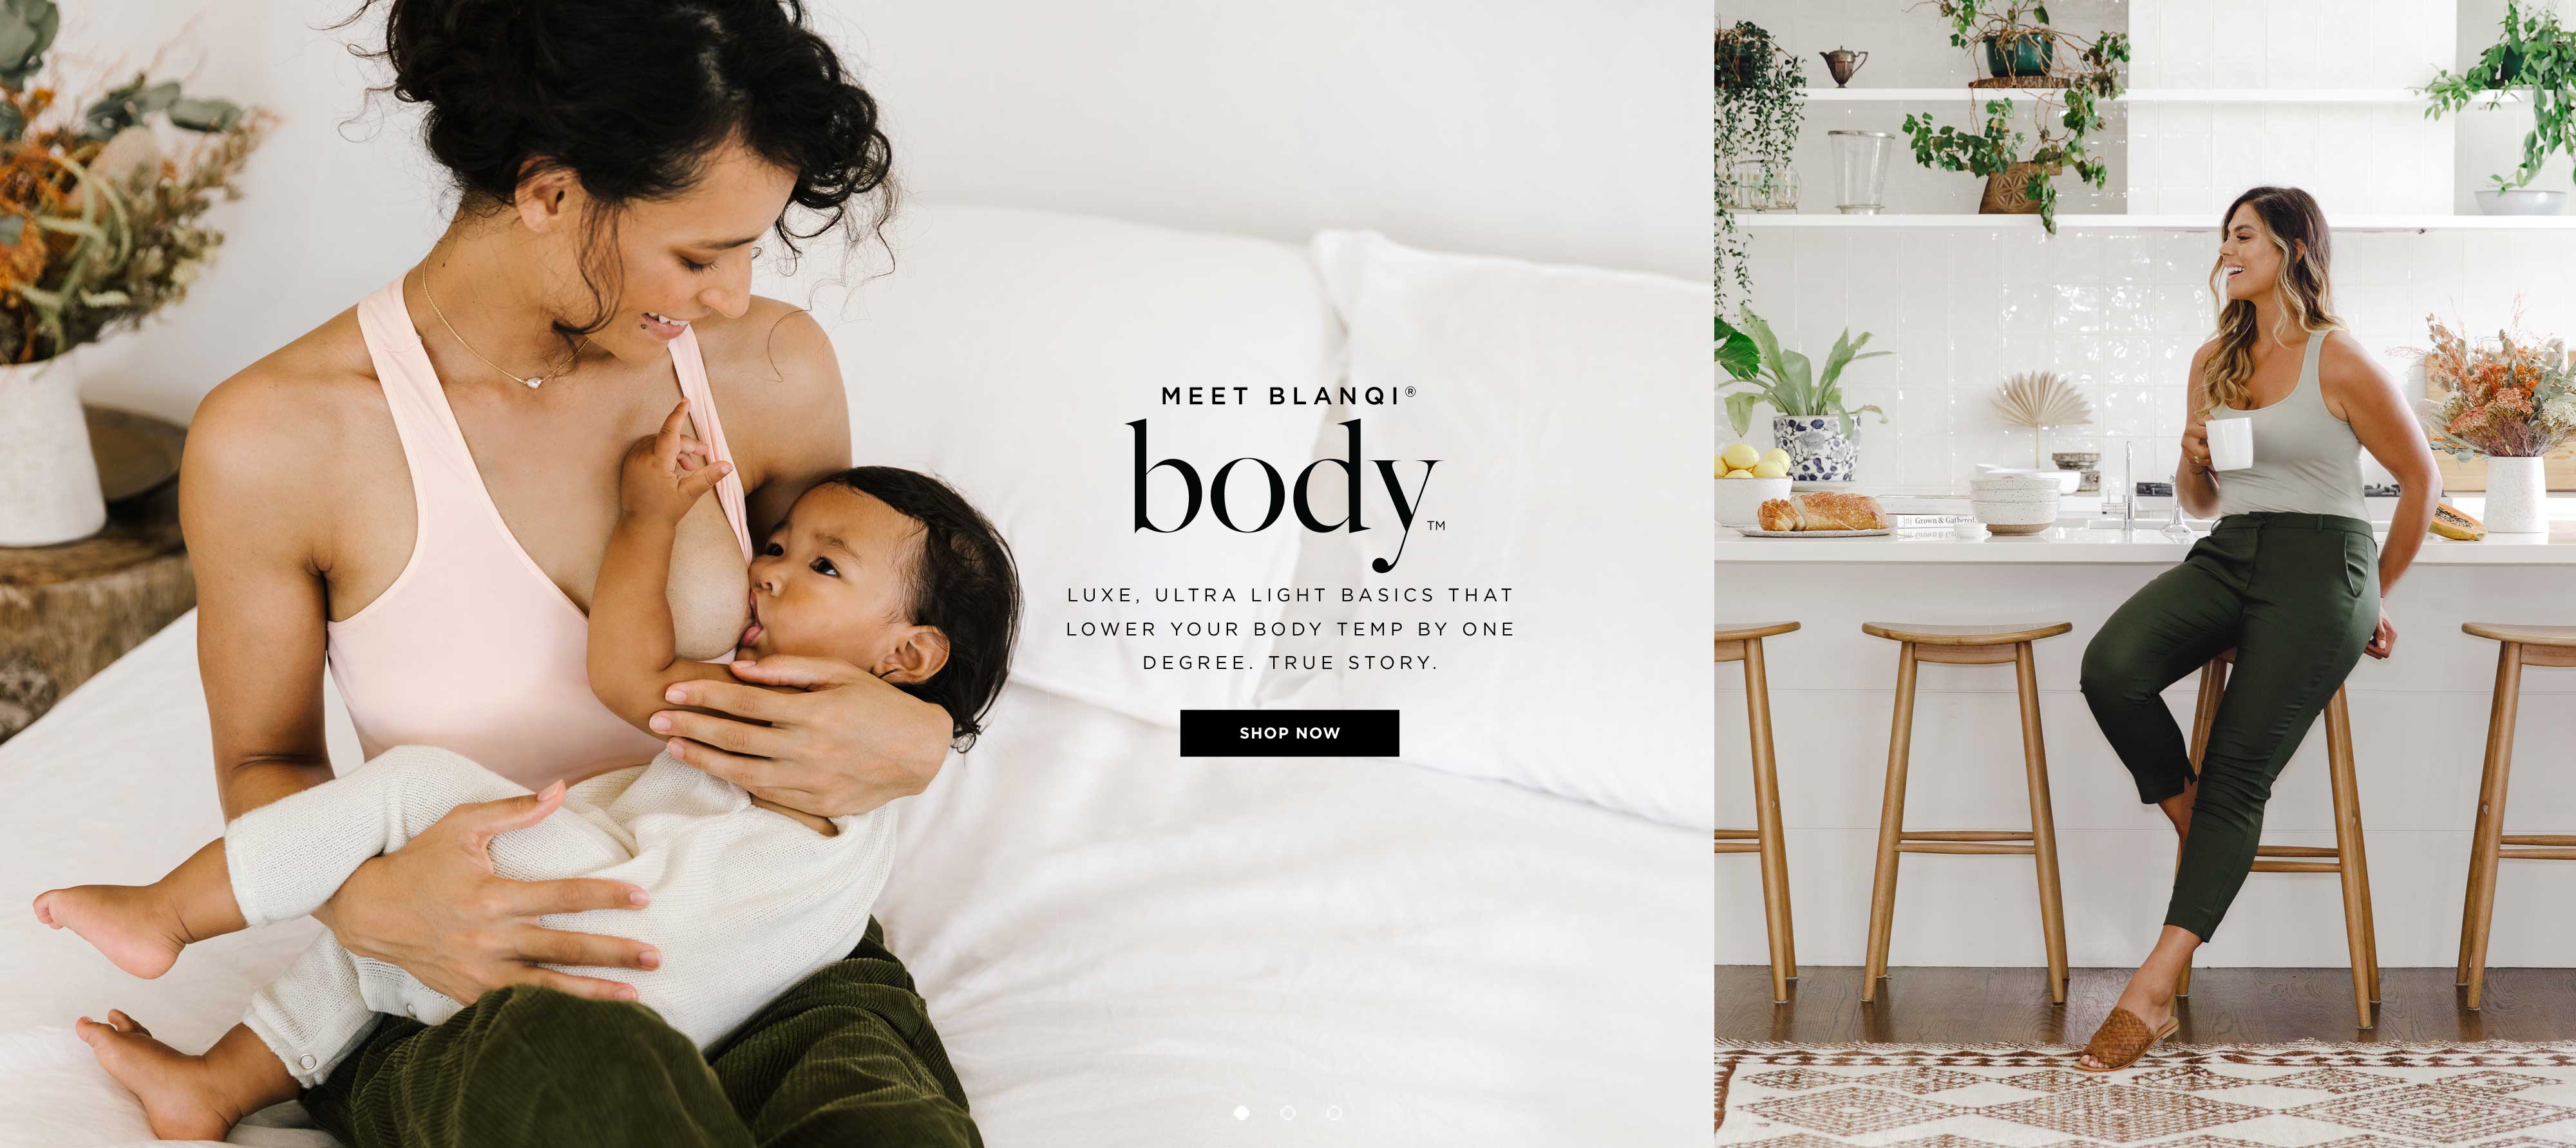 MEET BLANQI®
body™
LUXE, ULTRA LIGHT BASICS THAT
LOWER YOUR BODY TEMP BY ONE
DEGREE. TRUE STORY.
SHOP NOW
Grown & Gathered